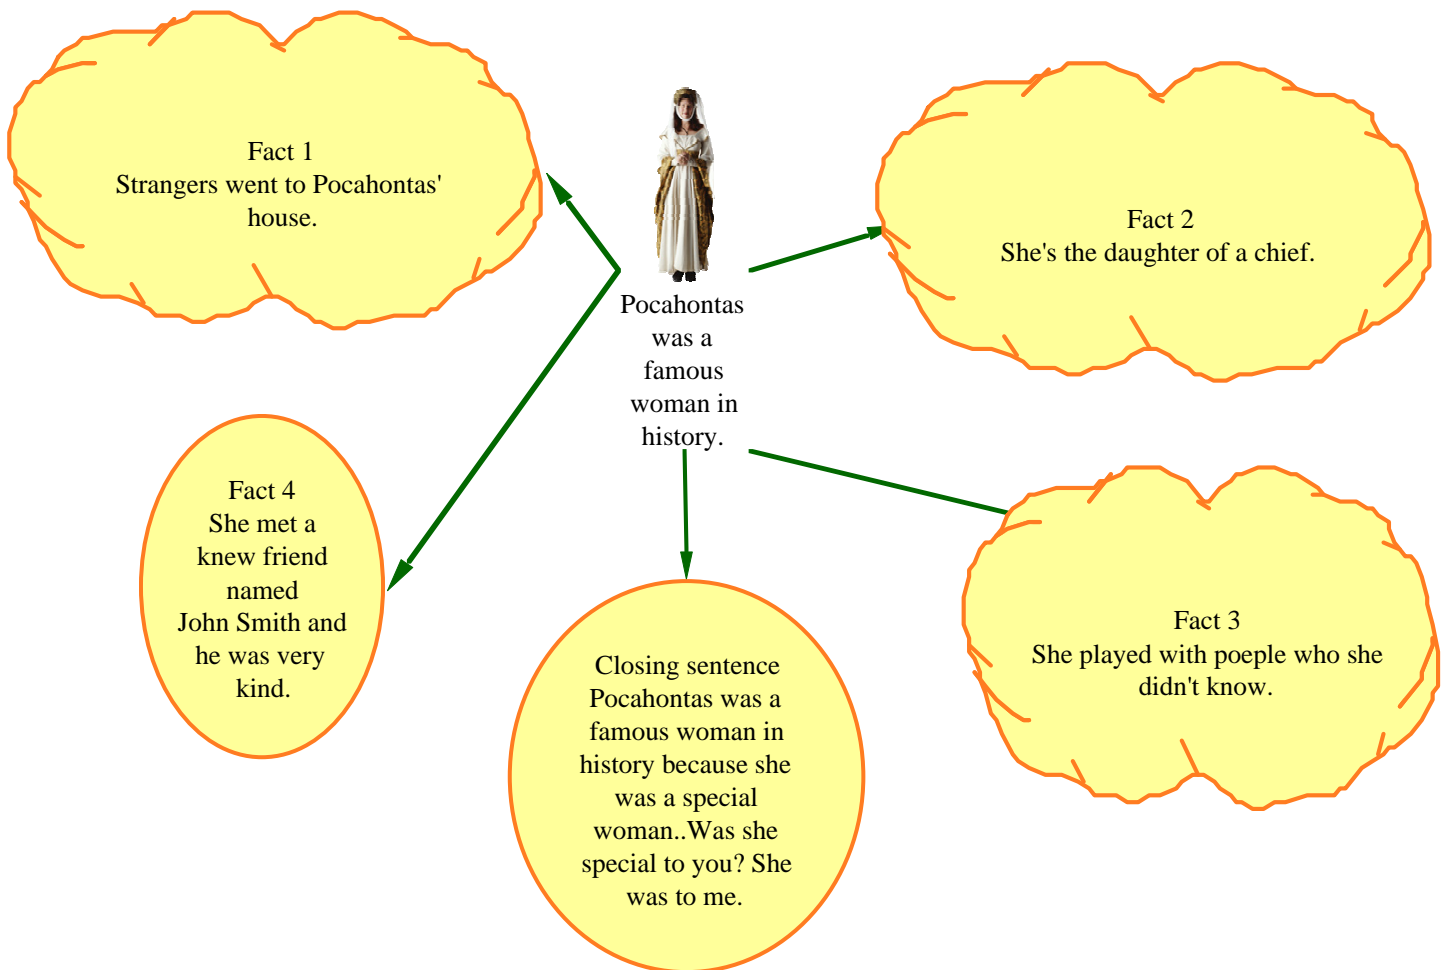 Fact 1
Strangers went to Pocahontas'
house.
Pocahontas
was a
famous
woman in
history.
Fact 2
She's the daughter of a chief.
Fact 3
She played with poeple who she
didn't know.
Fact 4
She met a
knew friend
named
John Smith and
he was very
kind.
Closing sentence
Pocahontas was a
famous woman in
history because she
was a special
woman..Was she
special to you? She
was to me.